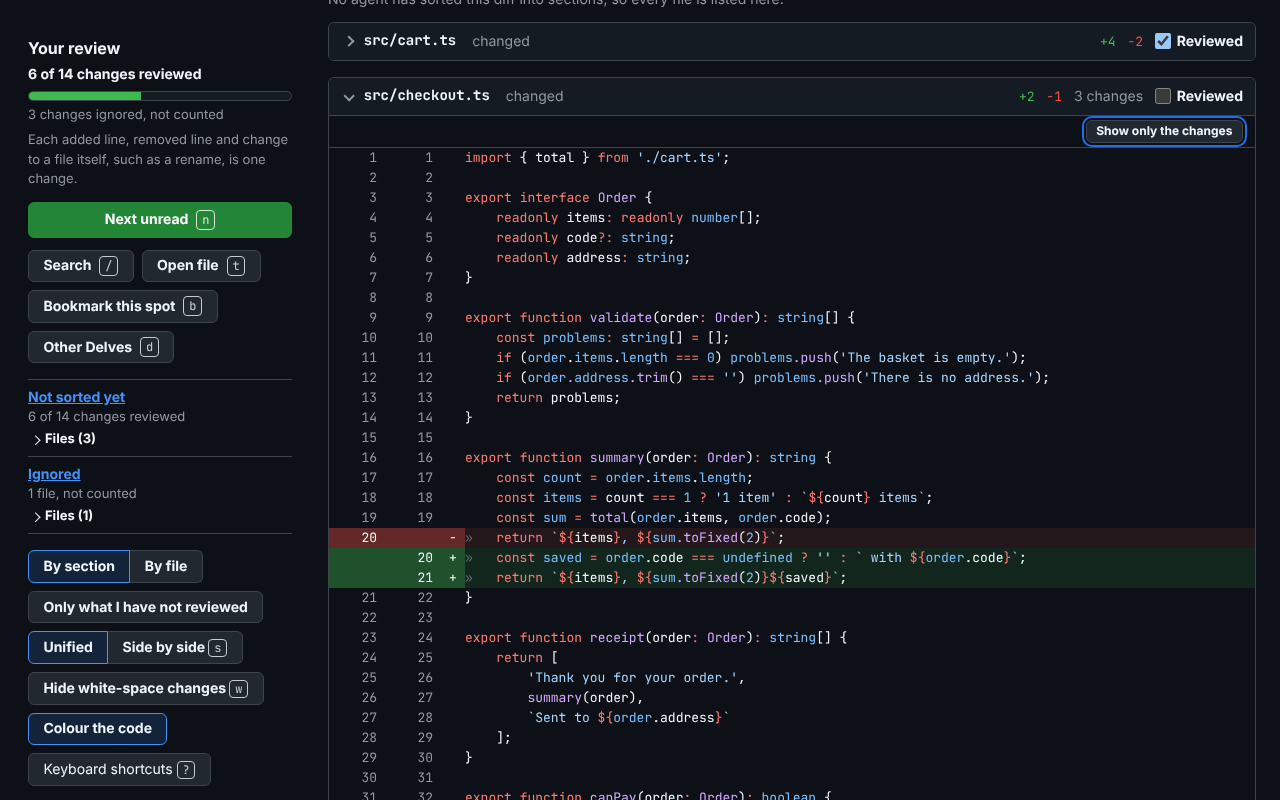 No agent has sorted this diff into sections, so every file is listed here.
Your review
6 of 14 changes reviewed
3 changes ignored, not counted
Each added line, removed line and change
to a file itself, such as a rename, is one
change.
Next unread n
Search / Open file t
Bookmark this spot b
Other Delves d
Not sorted yet
6 of 14 changes reviewed
Files (3)
Ignored
1 file, not counted
Files (1)
By section By file
Only what I have not reviewed
Unified Side by side s
Hide white-space changes w
Colour the code
Keyboard shortcuts ?
src/cart.ts changed +4 -2 Reviewed
src/checkout.ts changed +2 -1 3 changes Reviewed
Show only the changes
1 1 import { total } from './cart.ts';
2 2
3 3 export interface Order {
4 4     readonly items: readonly number[];
5 5     readonly code?: string;
6 6     readonly address: string;
7 7 }
8 8
9 9 export function validate(order: Order): string[] {
10 10     const problems: string[] = [];
11 11     if (order.items.length === 0) problems.push('The basket is empty.');
12 12     if (order.address.trim() === '') problems.push('There is no address.');
13 13     return problems;
14 14 }
15 15
16 16 export function summary(order: Order): string {
17 17     const count = order.items.length;
18 18     const items = count === 1 ? '1 item' : `${count} items`;
19 19     const sum = total(order.items, order.code);
20 - »   return `${items}, ${sum.toFixed(2)}`;
20 + »   const saved = order.code === undefined ? '' : ` with ${order.code}`;
21 + »   return `${items}, ${sum.toFixed(2)}${saved}`;
21 22 }
22 23
23 24 export function receipt(order: Order): string[] {
24 25     return [
25 26         'Thank you for your order.',
26 27         summary(order),
27 28         `Sent to ${order.address}`
28 29     ];
29 30 }
30 31
31 32 export function canPay(order: Order): boolean {